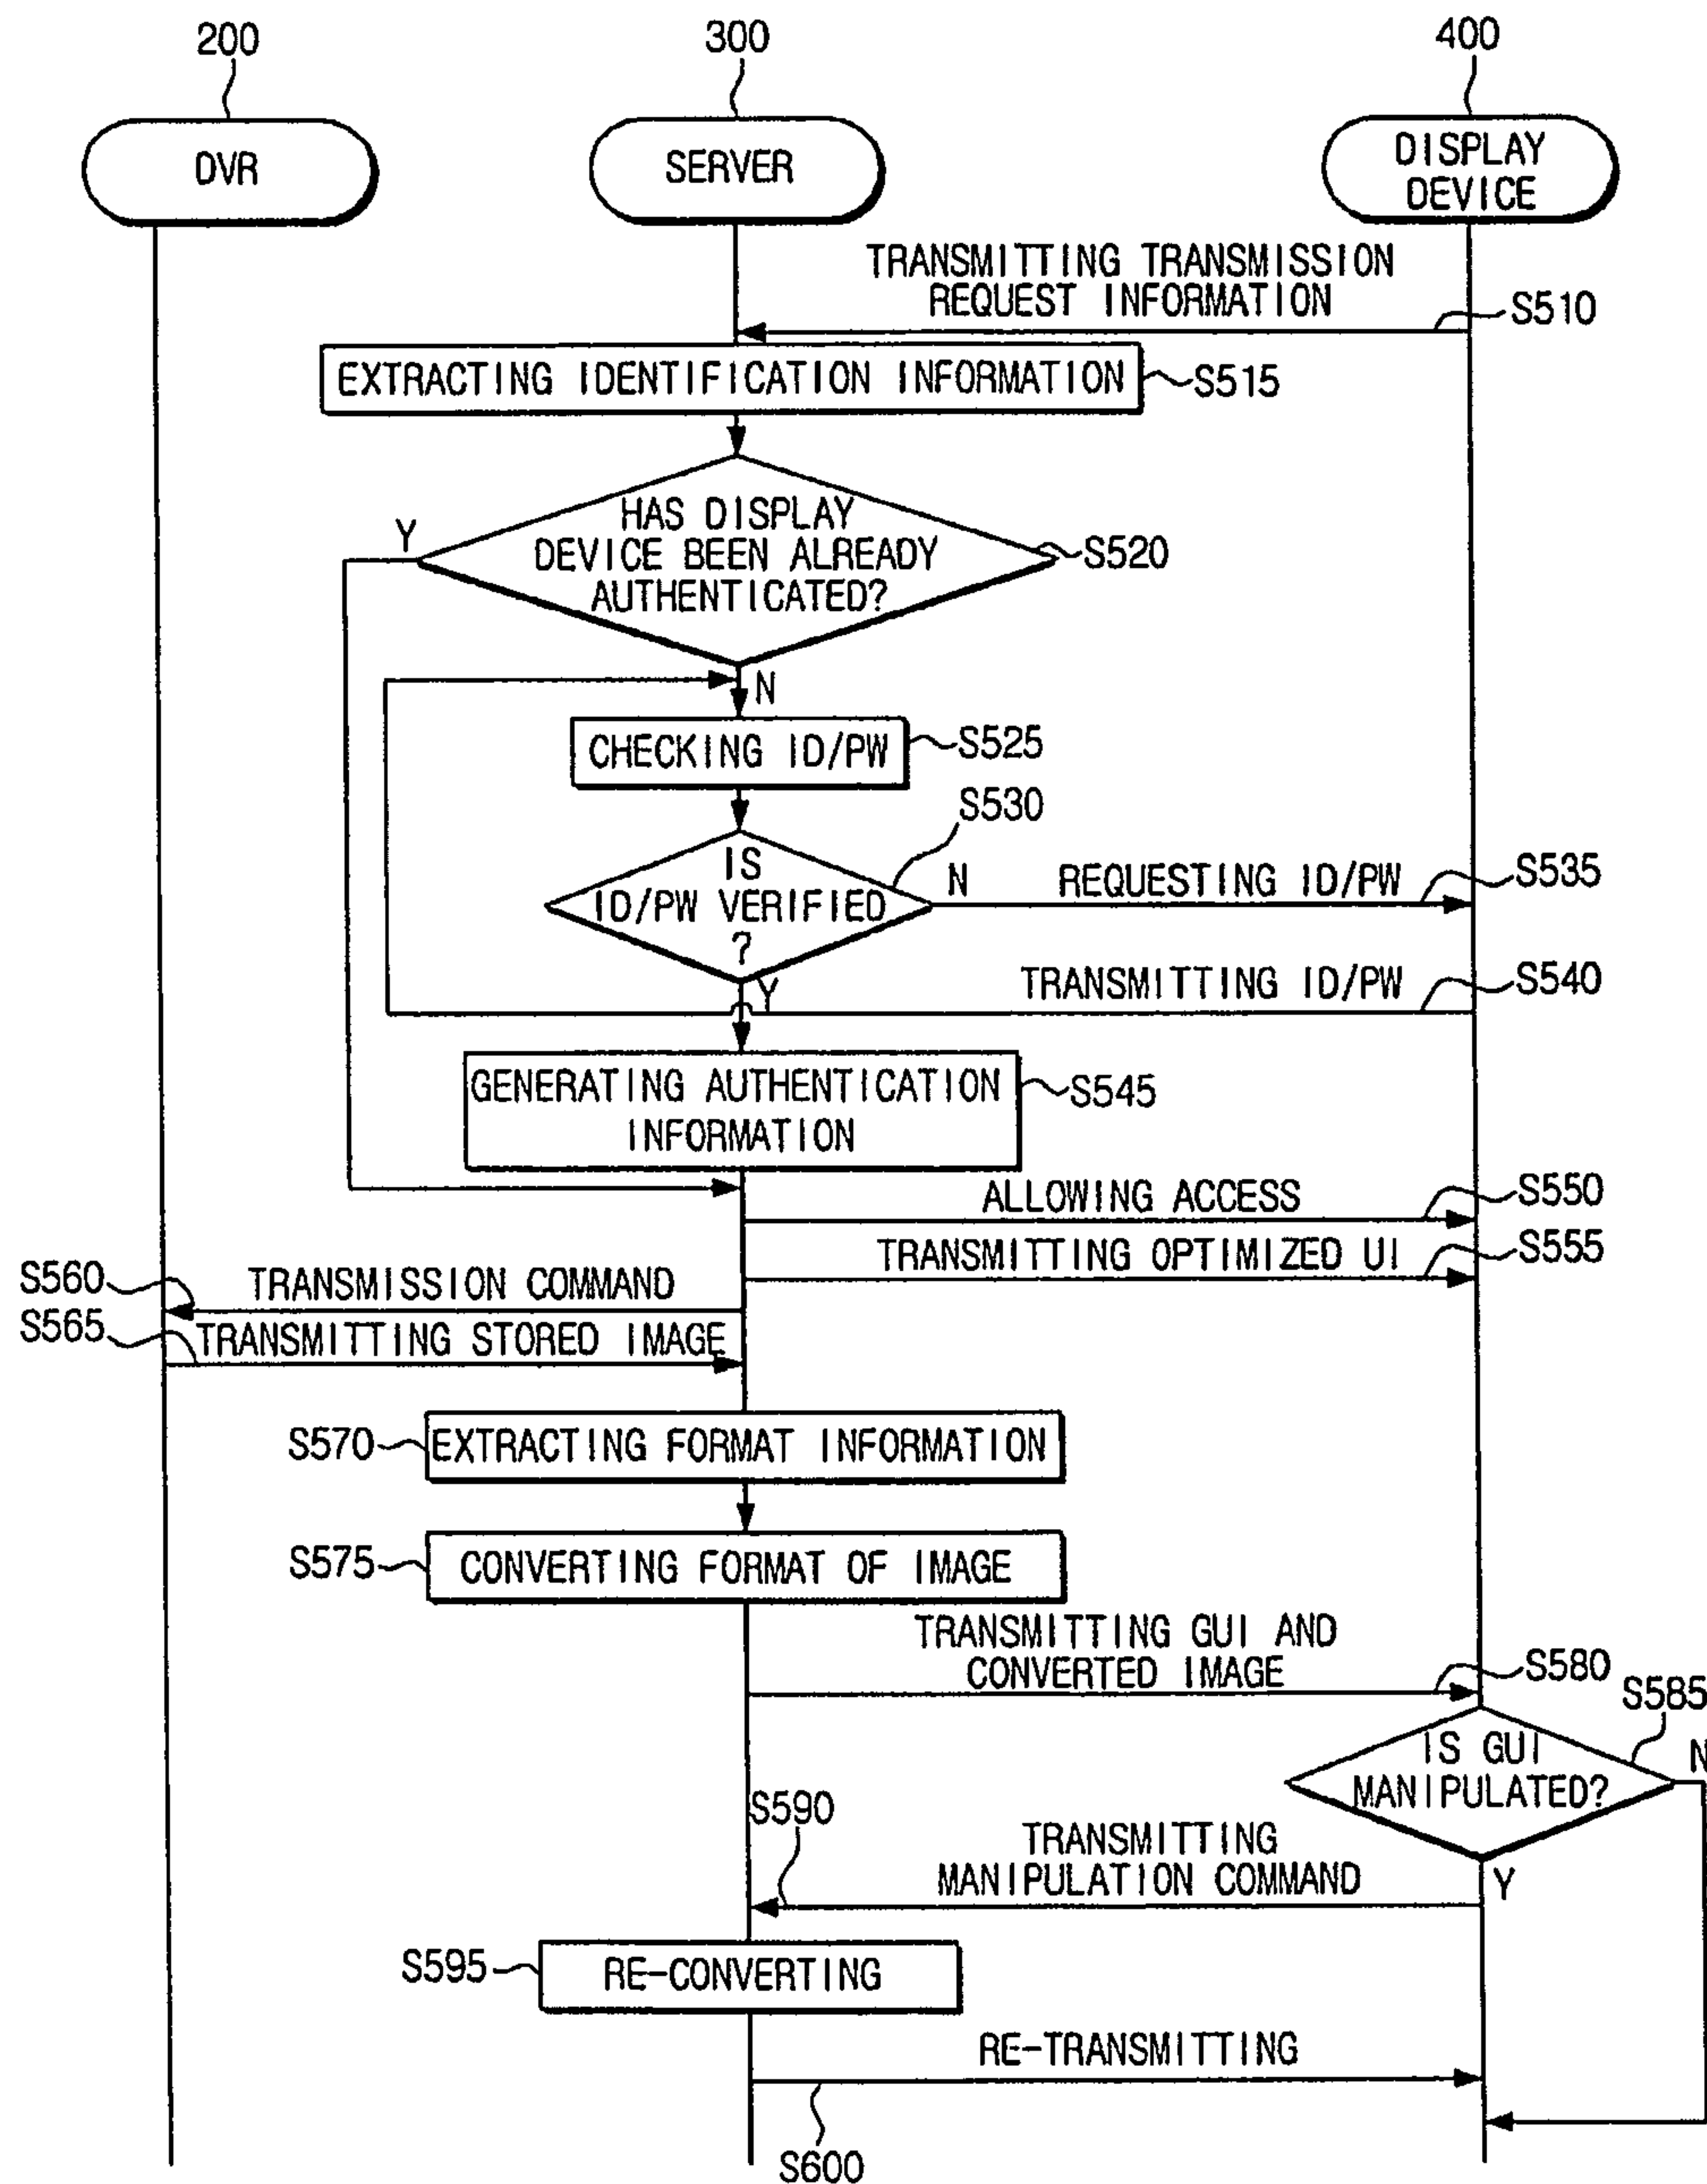 200
300
400
DVR
SERVER
DISPLAY
DEVICE
TRANSMITTING TRANSMISSION
REQUEST INFORMATION
S510
EXTRACTING IDENTIFICATION INFORMATION
S515
HAS DISPLAY
DEVICE BEEN ALREADY
AUTHENTICATED?
Y
S520
N
CHECKING ID/PW
S525
S530
IS
ID/PW VERIFIED
?
N
REQUESTING ID/PW
S535
Y
TRANSMITTING ID/PW
S540
GENERATING AUTHENTICATION
INFORMATION
S545
ALLOWING ACCESS
S550
TRANSMITTING OPTIMIZED UI
S555
S560
TRANSMISSION COMMAND
S565
TRANSMITTING STORED IMAGE
S570
EXTRACTING FORMAT INFORMATION
S575
CONVERTING FORMAT OF IMAGE
TRANSMITTING GUI AND
CONVERTED IMAGE
S580
S585
IS GUI
MANIPULATED?
N
S590
TRANSMITTING
MANIPULATION COMMAND
Y
S595
RE-CONVERTING
RE-TRANSMITTING
S600